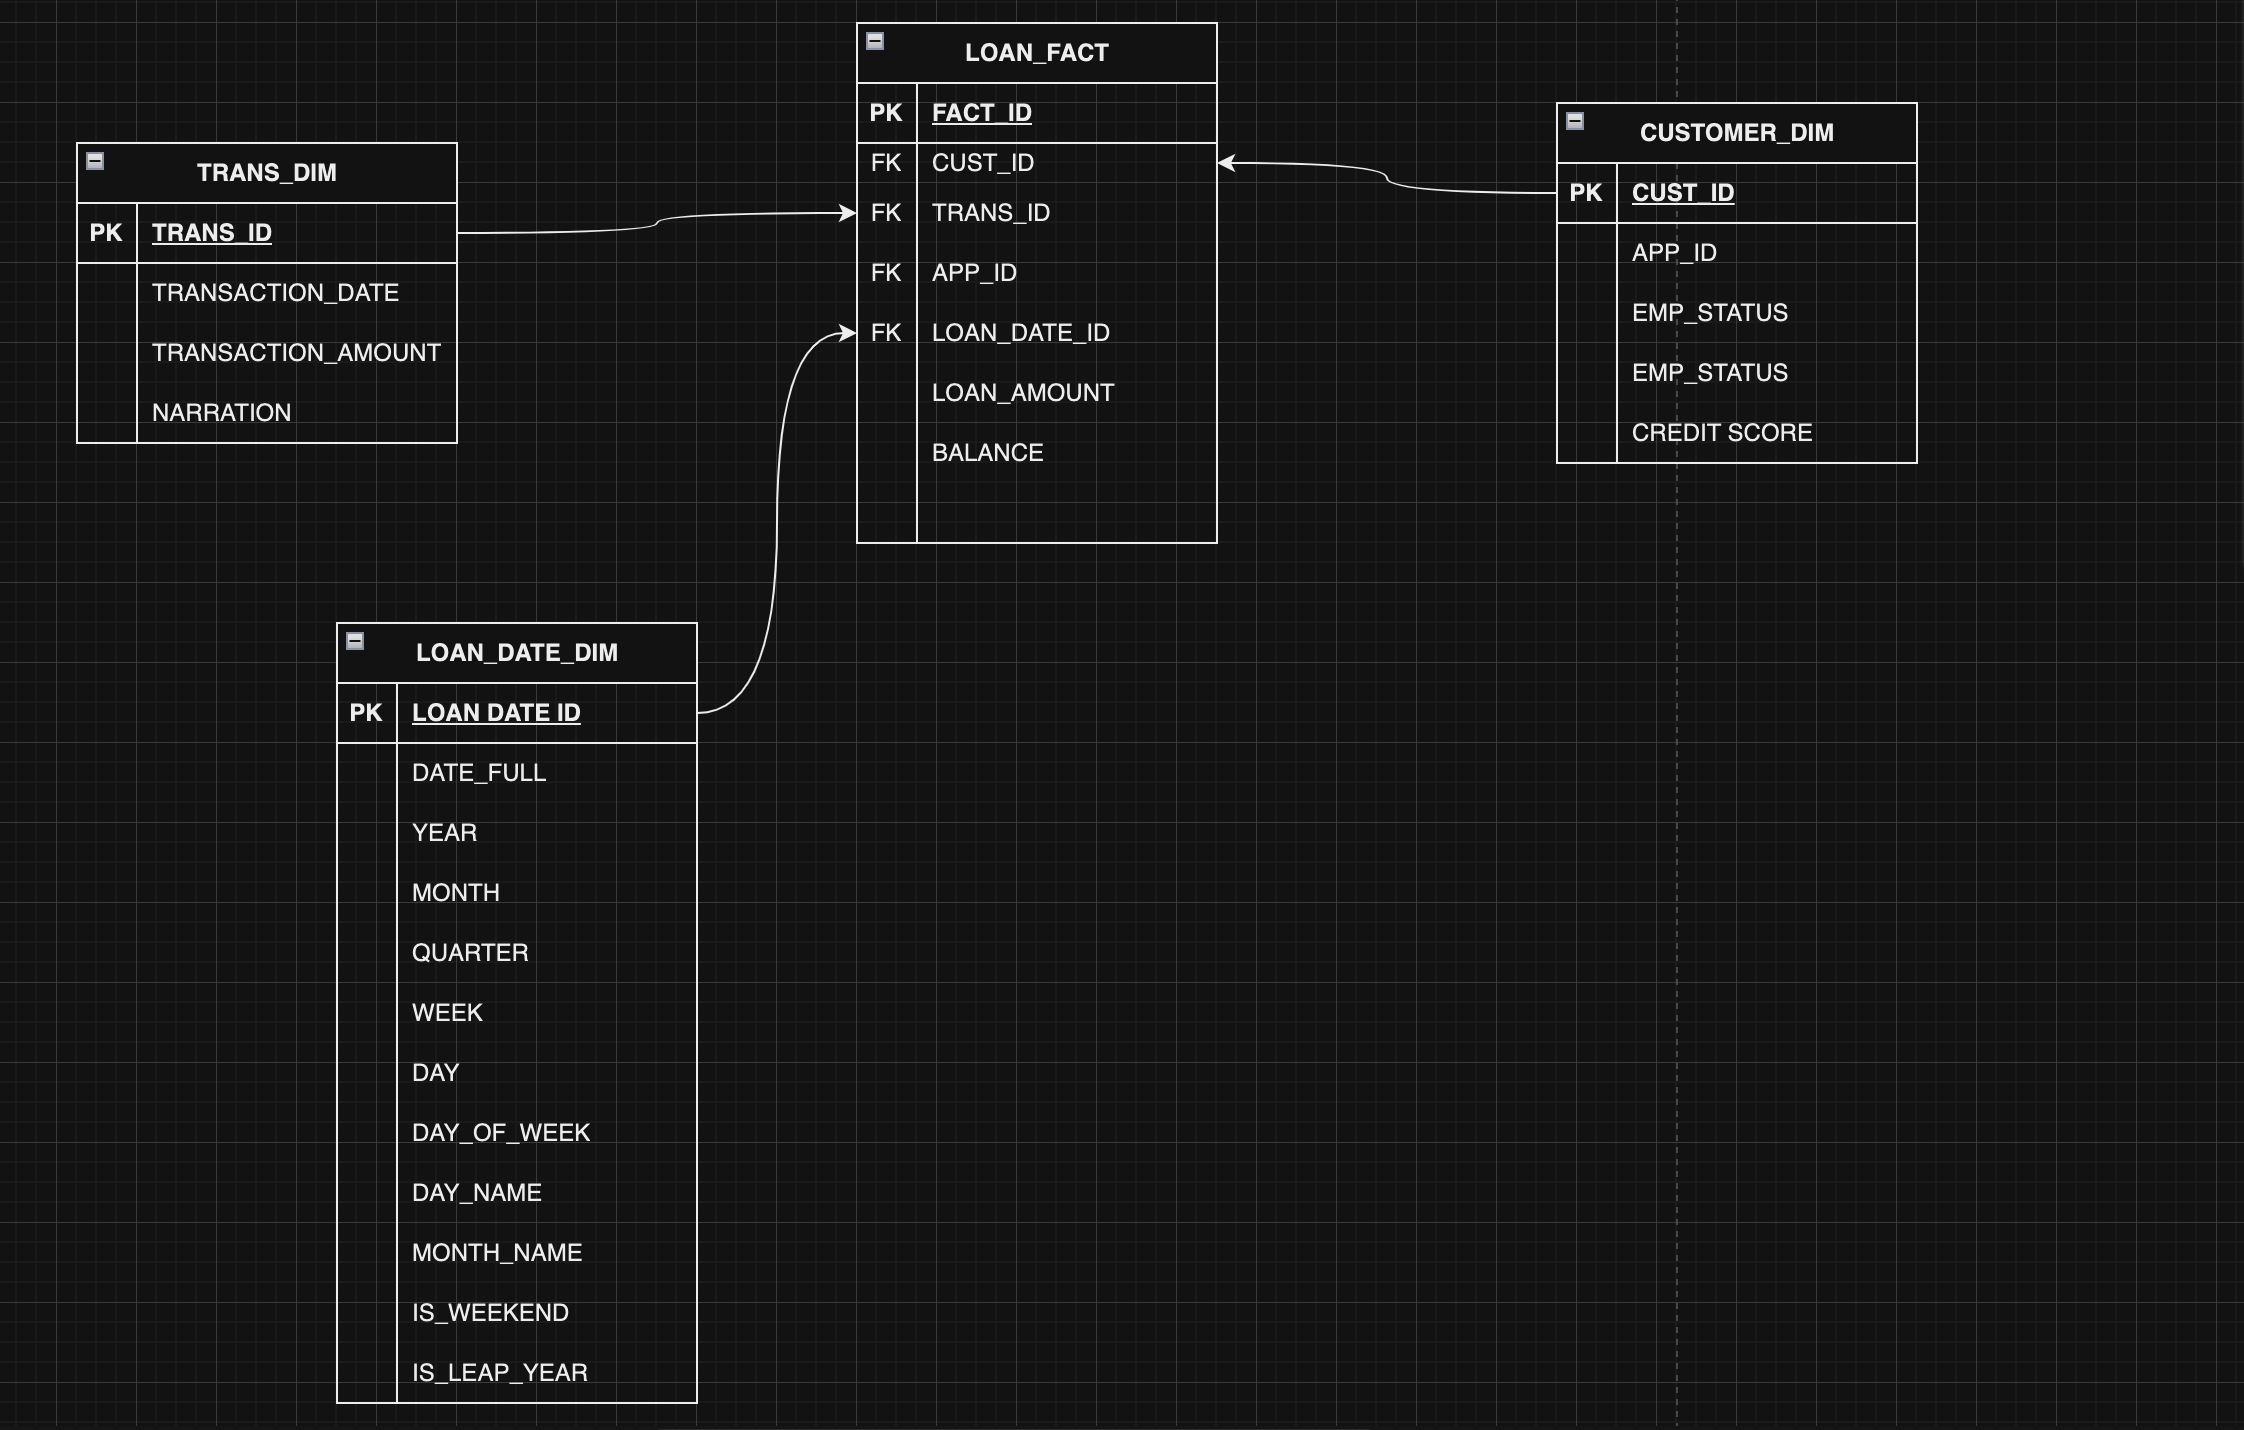 LOAN_FACT
PK FACT_ID
FK CUST_ID
FK TRANS_ID
FK APP_ID
FK LOAN_DATE_ID
LOAN_AMOUNT
BALANCE
TRANS_DIM
PK TRANS_ID
TRANSACTION_DATE
TRANSACTION_AMOUNT
NARRATION
CUSTOMER_DIM
PK CUST_ID
APP_ID
EMP_STATUS
EMP_STATUS
CREDIT SCORE
LOAN_DATE_DIM
PK LOAN DATE ID
DATE_FULL
YEAR
MONTH
QUARTER
WEEK
DAY
DAY_OF_WEEK
DAY_NAME
MONTH_NAME
IS_WEEKEND
IS_LEAP_YEAR